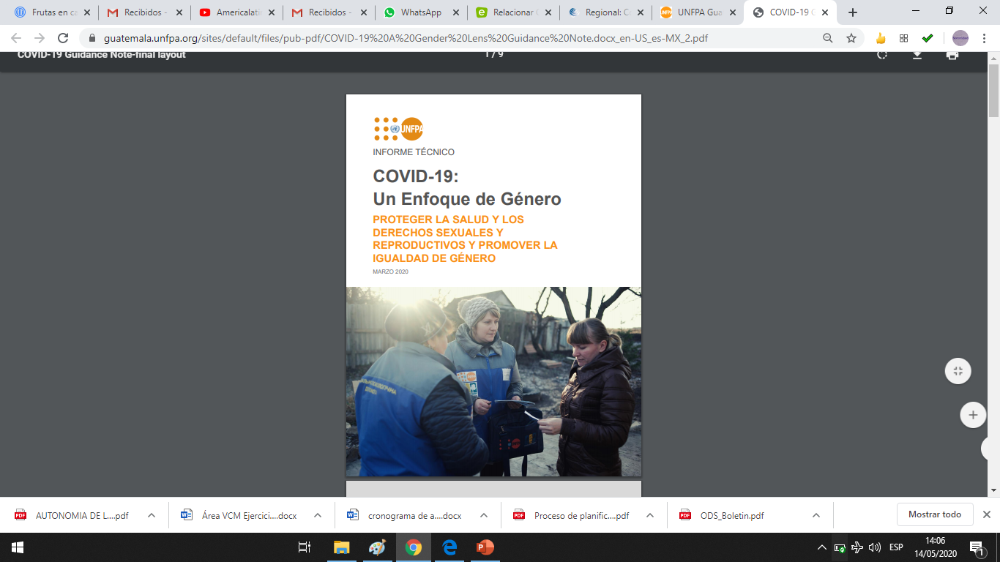 Frutas en ca
Recibidos -
Americalatin
Recibidos -
WhatsApp
Relacionar
Regional: C
UNFPA Gua
COVID-19 G
guatemala.unfpa.org/sites/default/files/pub-pdf/COVID-19%20A%20Gender%20Lens%20Guidance%20Note.docx_en-US_es-MX_2.pdf
COVID-19 Guidance Note-final layout
1 / 9
UNFPA
INFORME TÉCNICO
COVID-19:
Un Enfoque de Género
PROTEGER LA SALUD Y LOS
DERECHOS SEXUALES Y
REPRODUCTIVOS Y PROMOVER LA
IGUALDAD DE GÉNERO
MARZO 2020
AUTONOMIA DE L....pdf
Área VCM Ejercici....docx
cronograma de a....docx
Proceso de planific....pdf
ODS_Boletin.pdf
Mostrar todo
ESP
14:06
14/05/2020
1